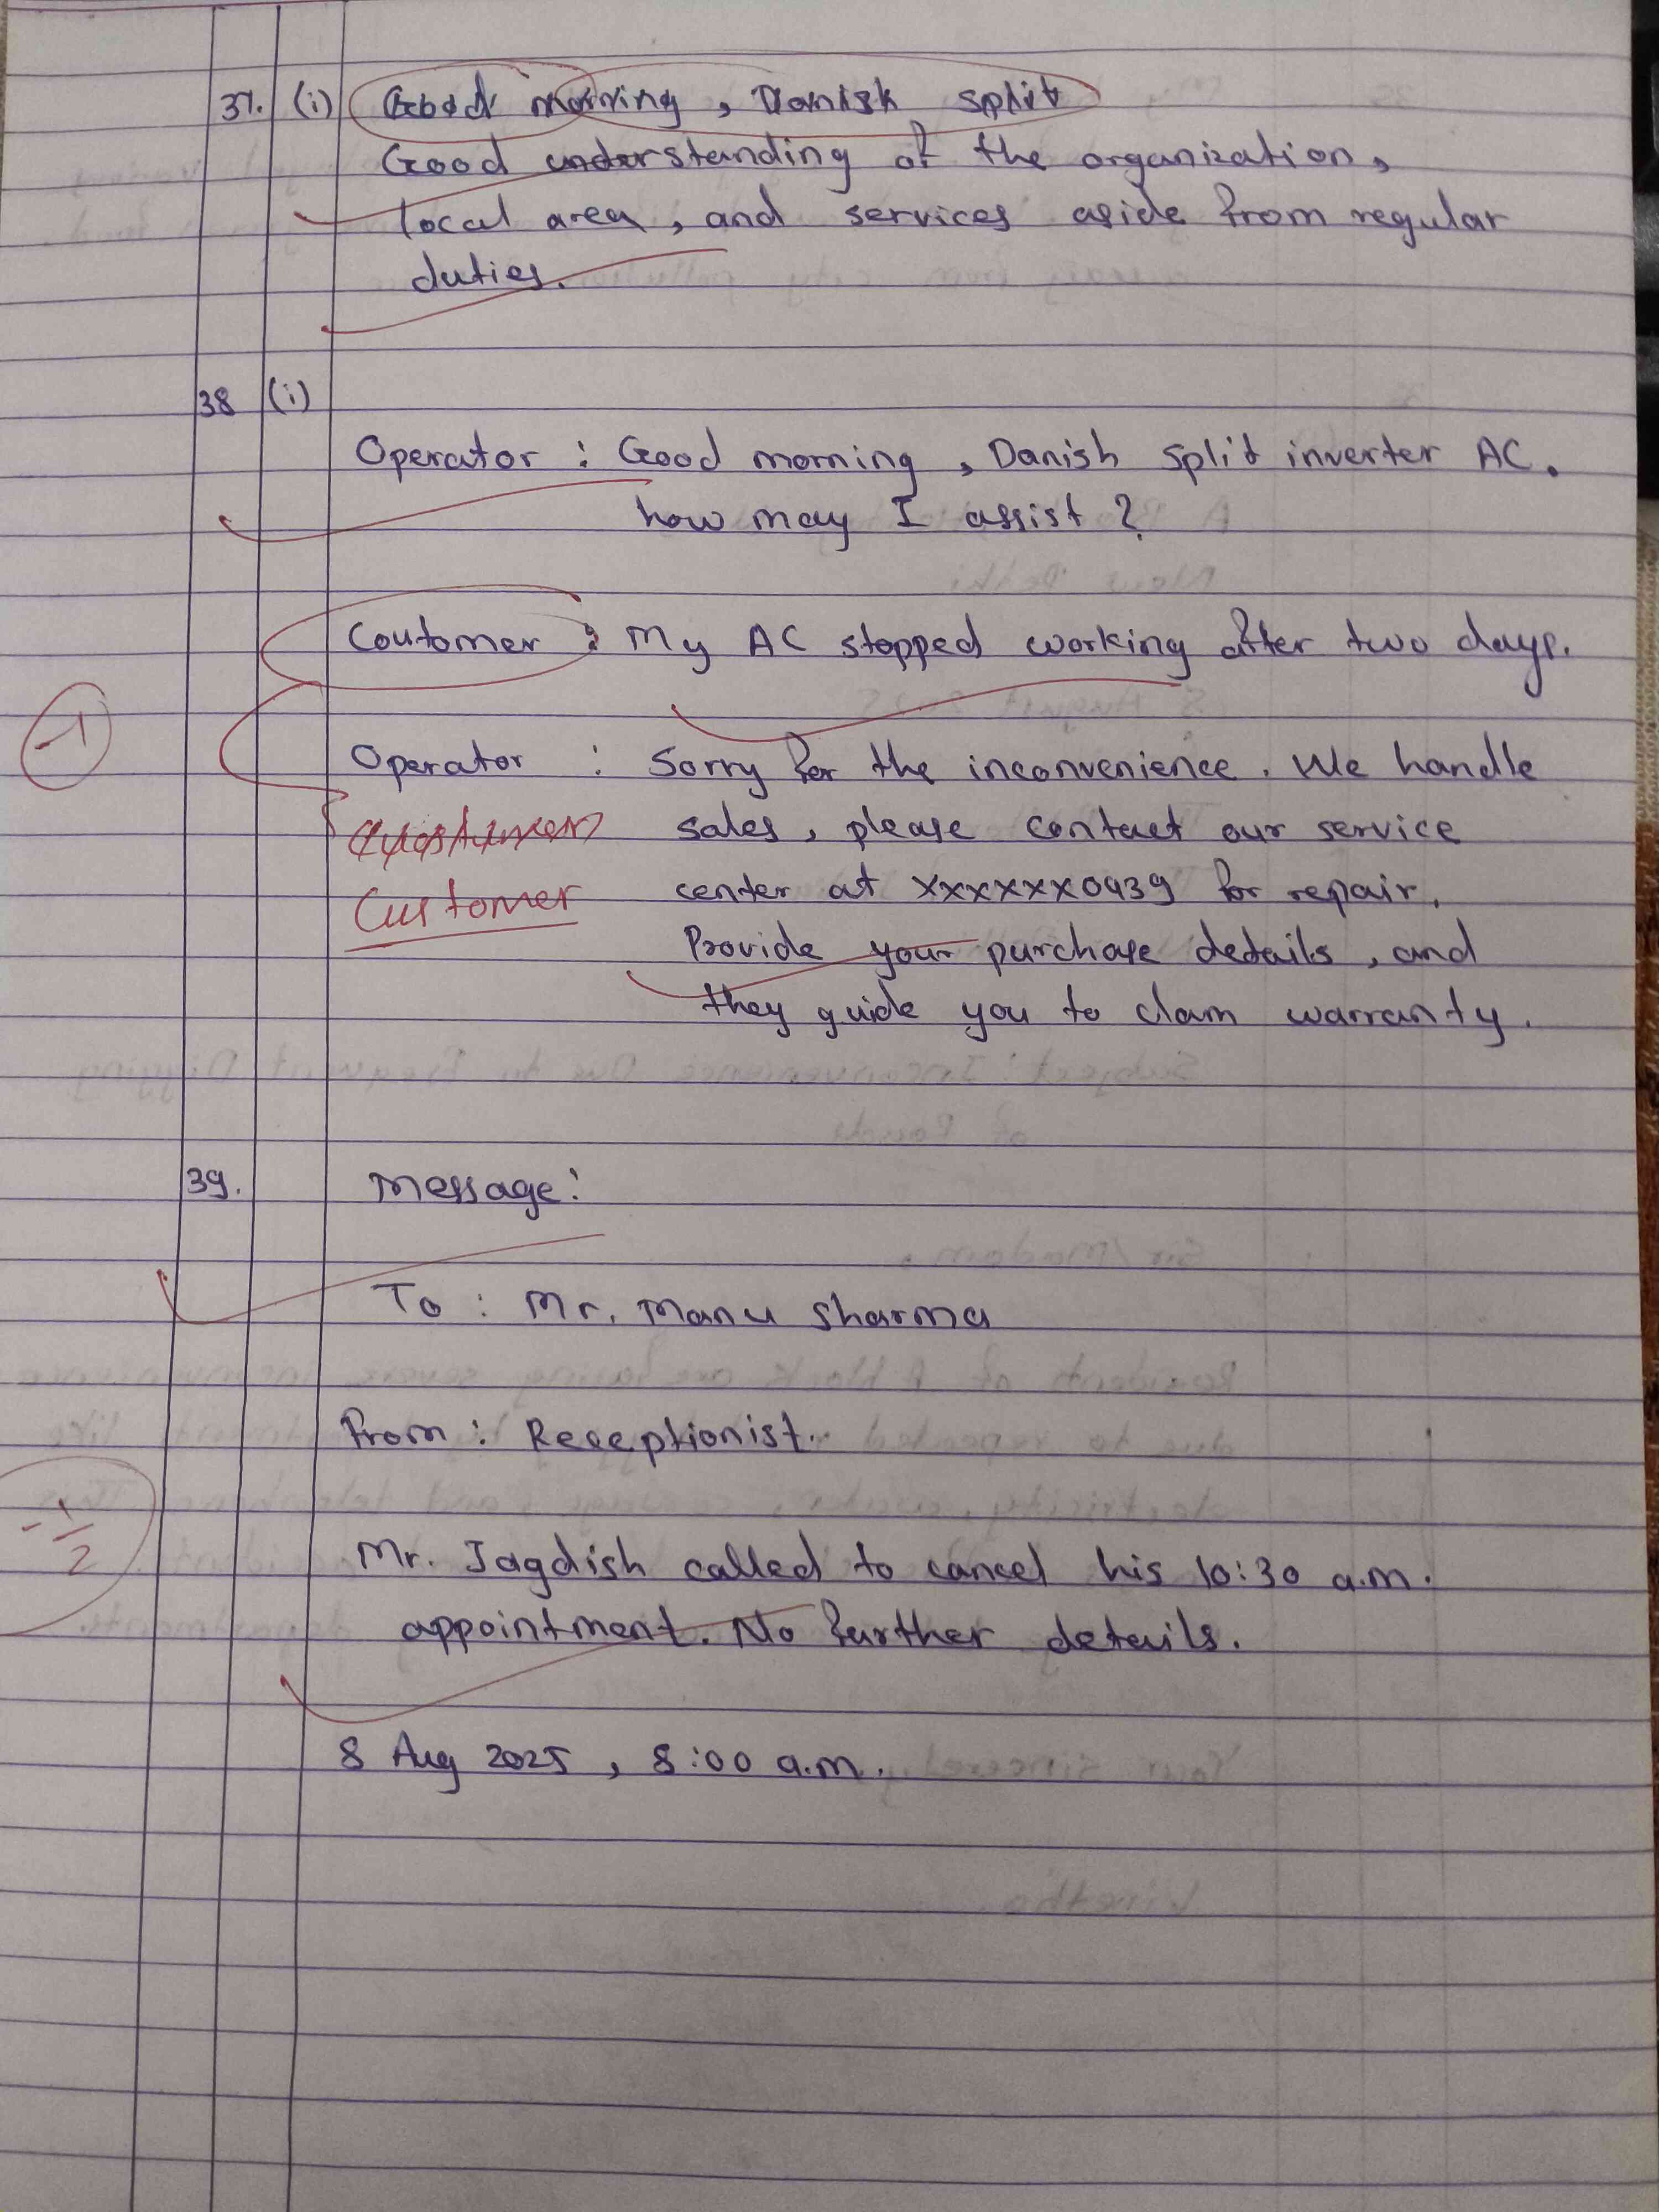 37. (i) Good morning, Danish split
Good understanding of the organization,
local area, and services aside from regular
duties.
38 (i)
Operator : Good morning, Danish split inverter AC.
how may I assist ?
Coutomer : My AC stopped working after two days.
-1
Operator : Sorry for the inconvenience. We handle
sales, please contact our service
Customer
center at xxxxxxx0939 for repair.
Provide your purchase details, and
they guide you to clam warranty.
39. Message:
To : Mr. Manu Sharma
From : Receptionist.
-1/2
Mr. Jagdish called to cancel his 10:30 a.m.
appointment. No further details.
8 Aug 2025, 8:00 a.m.